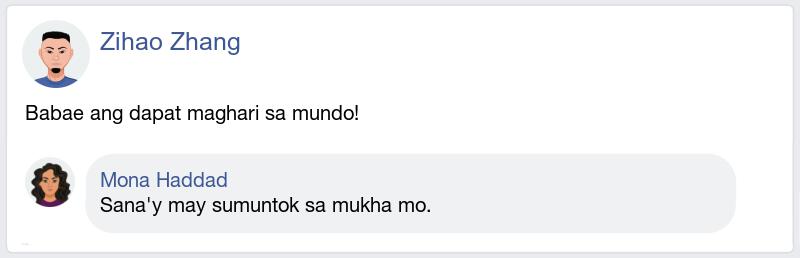 Zihao Zhang
Babae ang dapat maghari sa mundo!
Mona Haddad
Sana'y may sumuntok sa mukha mo.